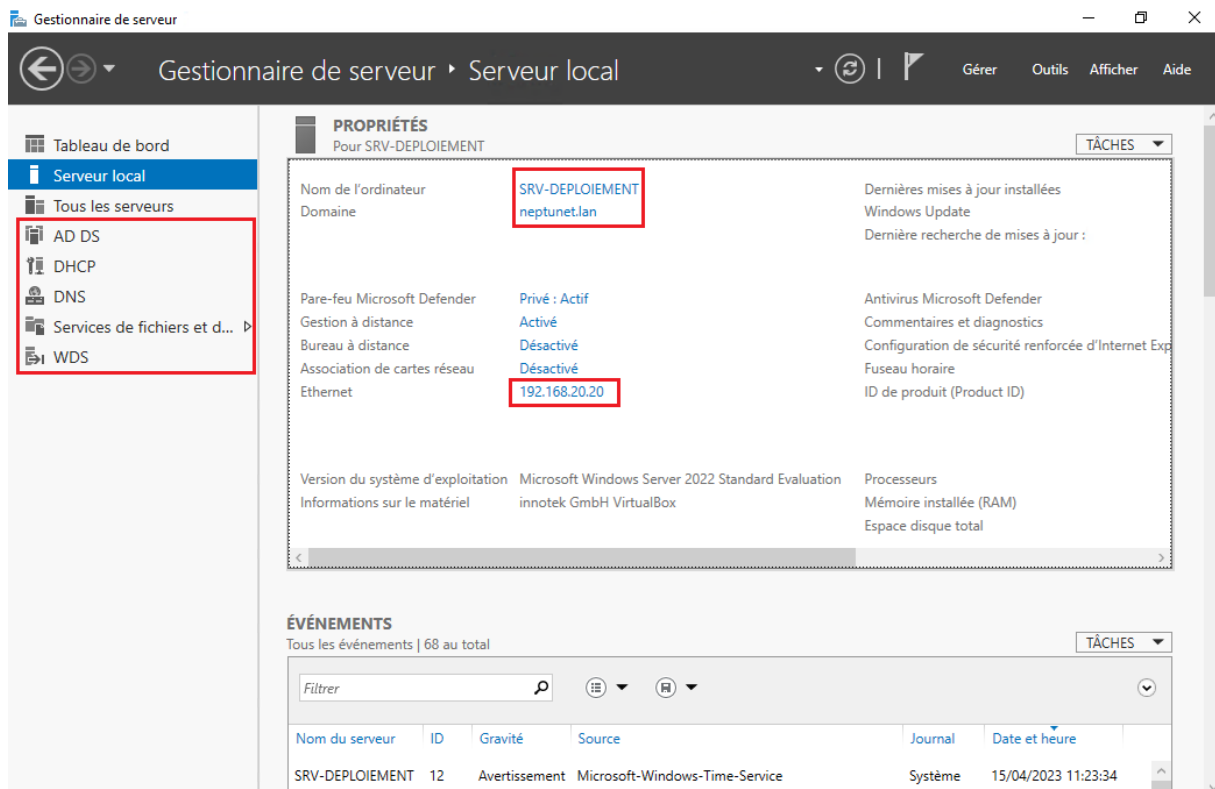 Gestionnaire de serveur
Gestionnaire de serveur ‣ Serveur local
Gérer Outils Afficher Aide
Tableau de bord
Serveur local
Tous les serveurs
AD DS
DHCP
DNS
Services de fichiers et d...
WDS
PROPRIÉTÉS
Pour SRV-DEPLOIEMENT
TÂCHES
Nom de l'ordinateur SRV-DEPLOIEMENT Dernières mises à jour installées
Domaine neptunet.lan Windows Update
Dernière recherche de mises à jour :
Pare-feu Microsoft Defender Privé : Actif Antivirus Microsoft Defender
Gestion à distance Activé Commentaires et diagnostics
Bureau à distance Désactivé Configuration de sécurité renforcée d'Internet Exp
Association de cartes réseau Désactivé Fuseau horaire
Ethernet 192.168.20.20 ID de produit (Product ID)
Version du système d'exploitation Microsoft Windows Server 2022 Standard Evaluation Processeurs
Informations sur le matériel innotek GmbH VirtualBox Mémoire installée (RAM)
Espace disque total
ÉVÉNEMENTS
Tous les événements | 68 au total
TÂCHES
Filtrer
Nom du serveur ID Gravité Source Journal Date et heure
SRV-DEPLOIEMENT 12 Avertissement Microsoft-Windows-Time-Service Système 15/04/2023 11:23:34